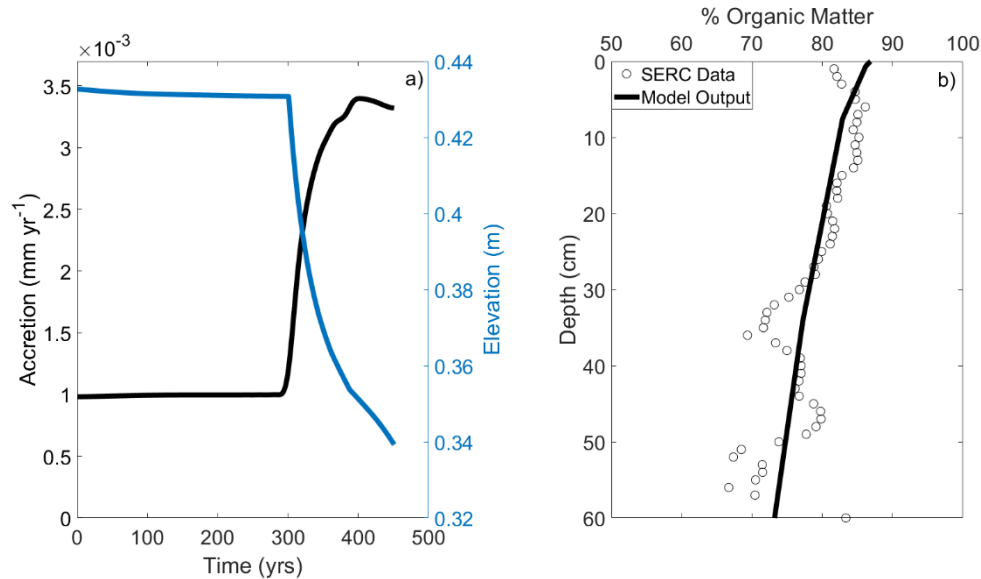 ×10⁻³
a)
3.5
3
2.5
2
1.5
1
0.5
0
Accretion (mm yr⁻¹)
0.44
0.42
0.4
0.38
0.36
0.34
0.32
Elevation (m)
0 100 200 300 400 500
Time (yrs)
% Organic Matter
50 60 70 80 90 100
SERC Data
Model Output
b)
0
10
20
30
40
50
60
Depth (cm)